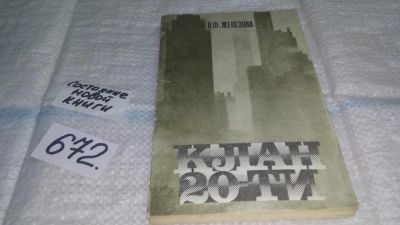 состояние
новой
книги
672.
В.Ф. ЖЕЛЕЗОВА
КЛАН
20-ТИ